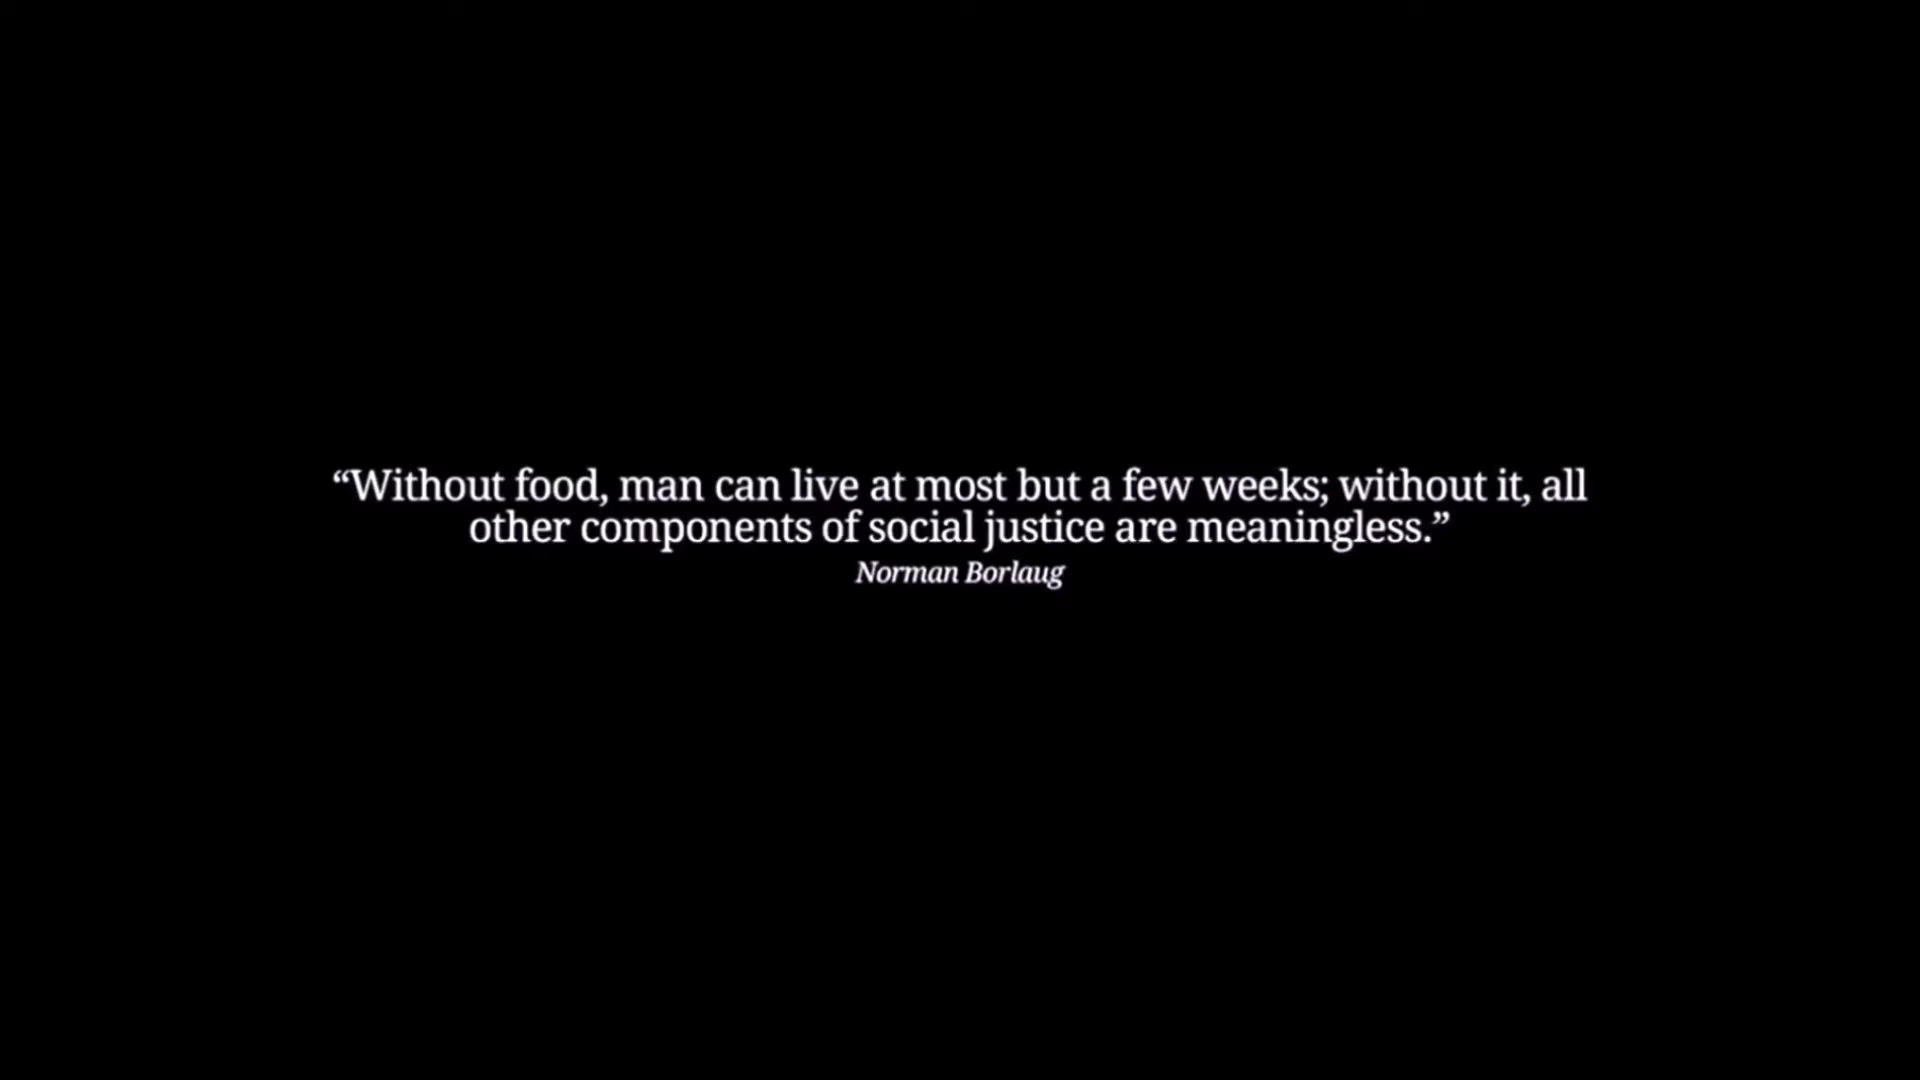 “Without food, man can live at most but a few weeks; without it, all
other components of social justice are meaningless.”
Norman Borlaug